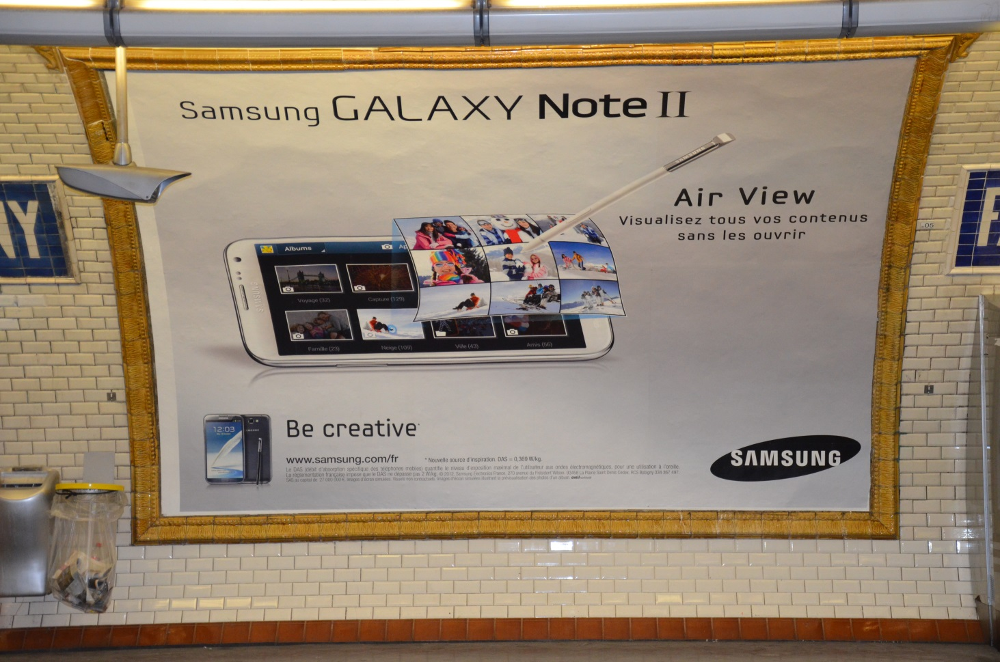 Samsung GALAXY Note II
SAMSUNG
Air View
Visualisez tous vos contenus
sans les ouvrir
AY
F
05
Albums
Ap
SAMSUNG
Voyage (32)
Capture (129)
Famille (23)
Neige (109)
Ville (43)
Amis (56)
12:03
SAMSUNG
Be creative*
www.samsung.com/fr
* Nouvelle source d'inspiration. DAS = 0,369 W/kg.
Le DAS (débit d'absorption spécifique des téléphones mobiles) quantifie le niveau d'exposition maximal de l'utilisateur aux ondes électromagnétiques, pour une utilisation à l'oreille.
La réglementation française impose que le DAS ne dépasse pas 2 W/kg. © 2012. Samsung Electronics France, 270 avenue du Président Wilson, 93458 La Plaine Saint Denis Cedex. RCS Bobigny 334 367 497.
SAS au capital de 27 000 000 €. Images d'écran simulées. Visuels non contractuels. Images d'écran simulées illustrant la prévisualisation des photos d'un album.
SAMSUNG